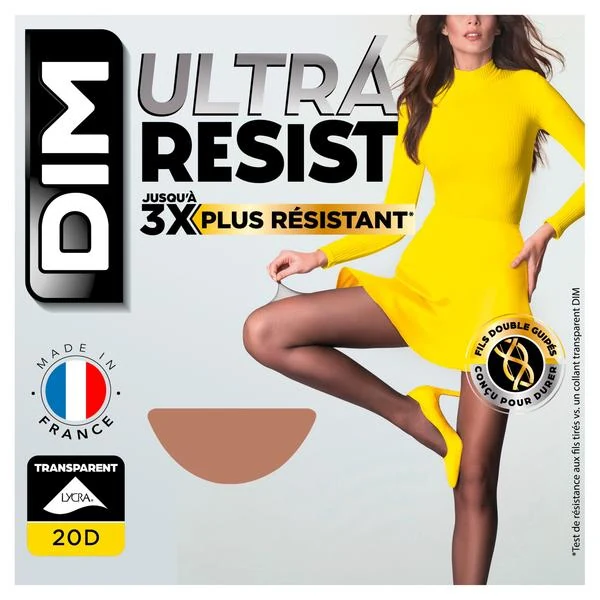 DIM
ULTRA
RESIST
JUSQU'À
3X PLUS RÉSISTANT*
MADE IN
FRANCE
TRANSPARENT
LYCRA®
20D
FILS DOUBLE GUIPÉS
CONÇU POUR DURER
*Test de résistance aux fils tirés vs. un collant transparent DIM